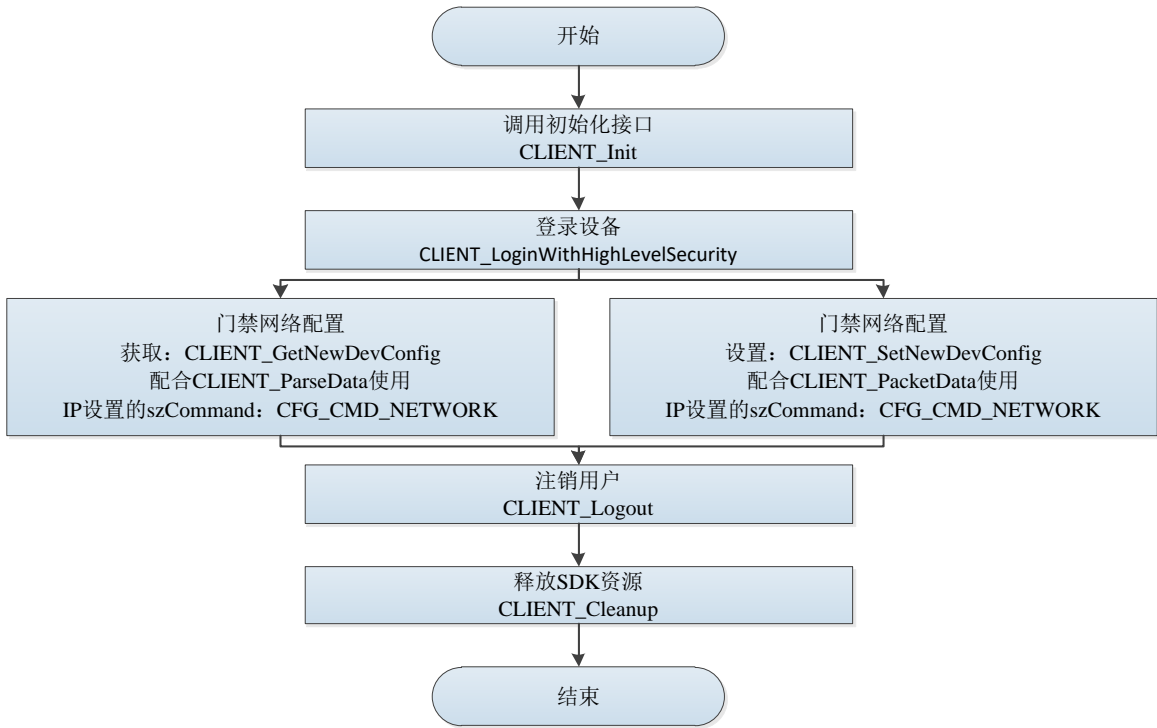 开始
调用初始化接口
CLIENT_Init
登录设备
CLIENT_LoginWithHighLevelSecurity
门禁网络配置
获取：CLIENT_GetNewDevConfig
配合CLIENT_ParseData使用
IP设置的szCommand：CFG_CMD_NETWORK
门禁网络配置
设置：CLIENT_SetNewDevConfig
配合CLIENT_PacketData使用
IP设置的szCommand：CFG_CMD_NETWORK
注销用户
CLIENT_Logout
释放SDK资源
CLIENT_Cleanup
结束